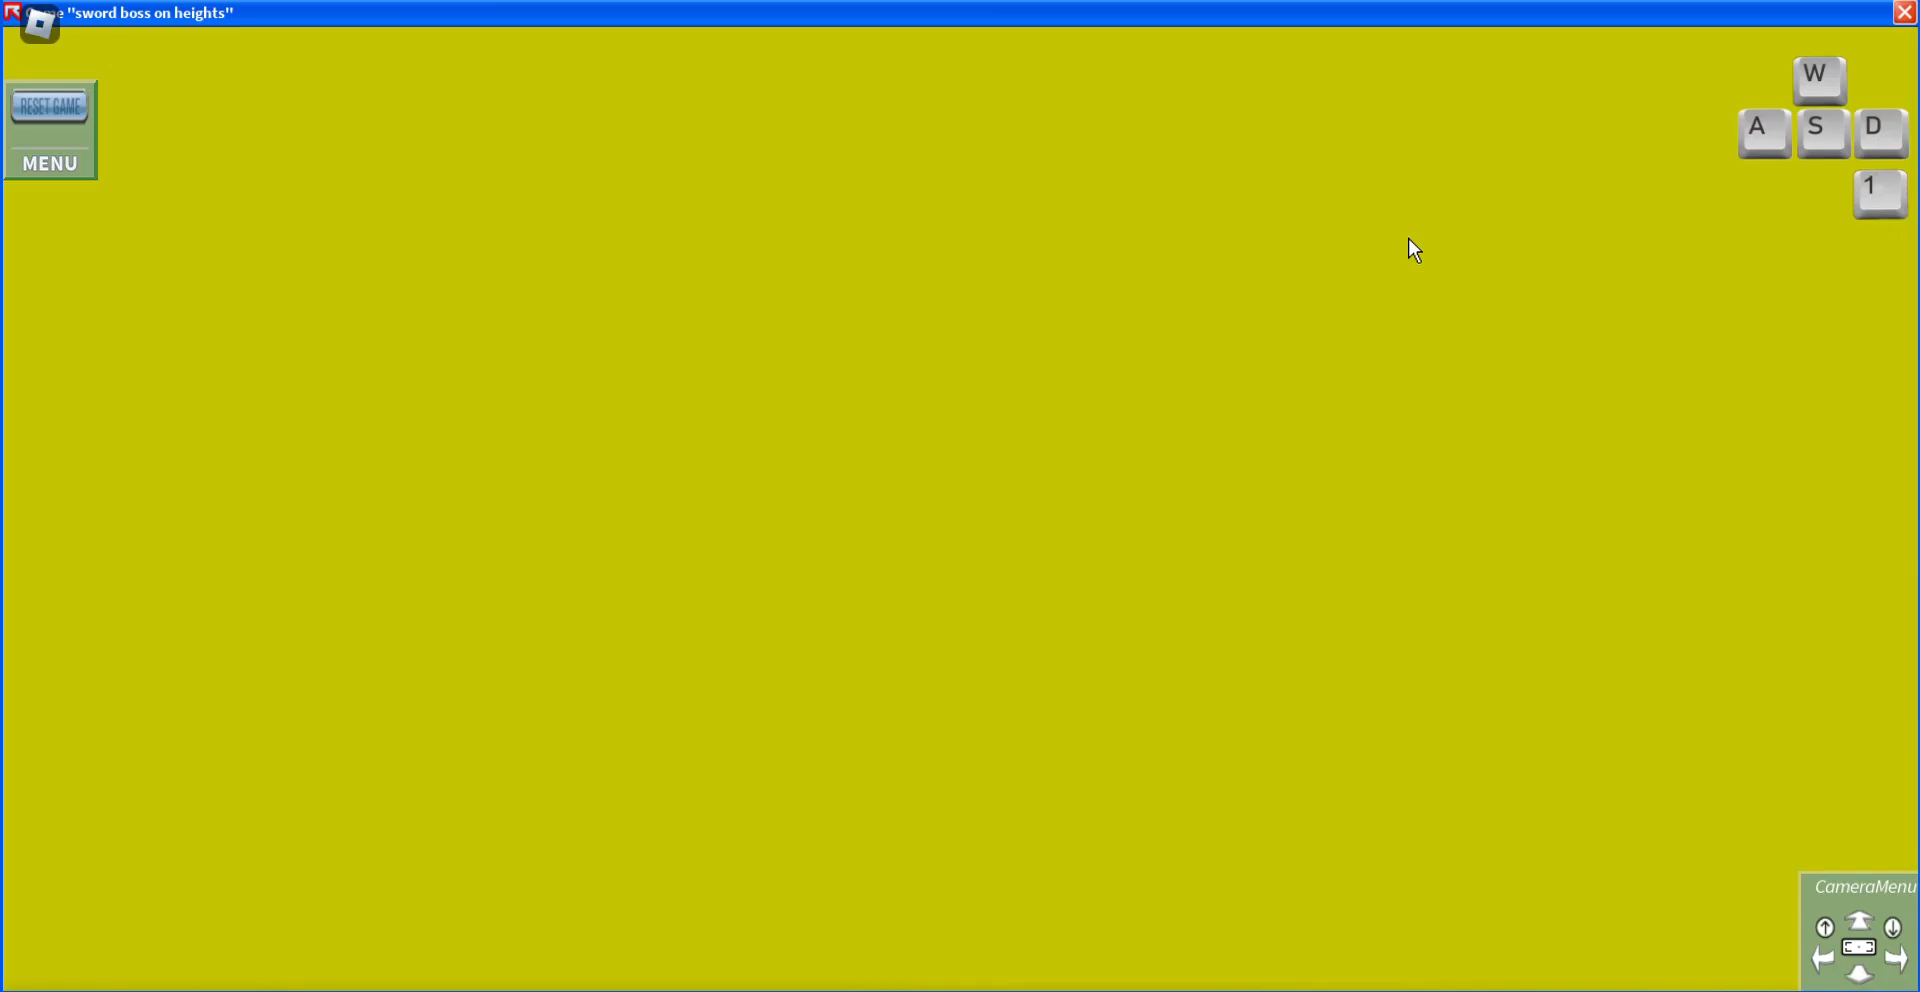 "sword boss on heights"
RESET GAME
MENU
W
A S D
1
CameraMenu